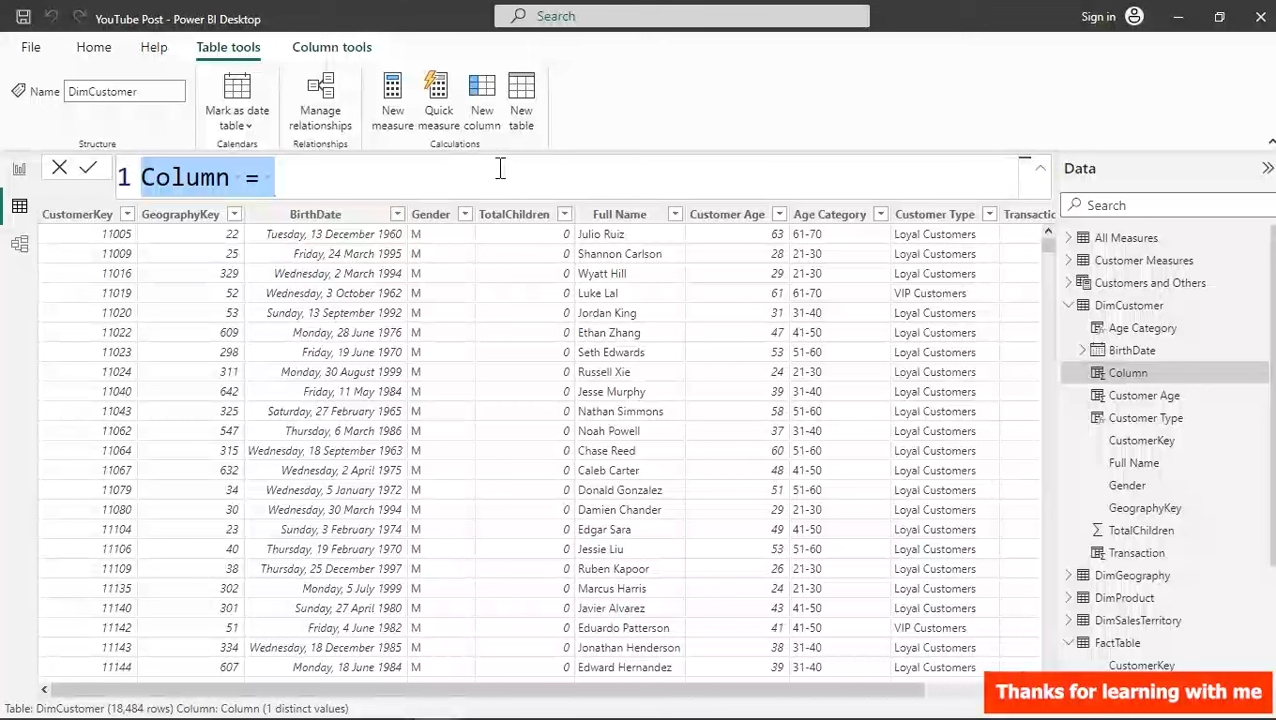 YouTube Post - Power BI Desktop
Search
Sign in
File
Home
Help
Table tools
Column tools
Name
DimCustomer
Mark as date table
Manage relationships
New measure
Quick measure
New column
New table
Structure
Calendars
Relationships
Calculations
1 Column =
Data
Search
CustomerKey GeographyKey BirthDate Gender TotalChildren Full Name Customer Age Age Category Customer Type Transactic
11005 22 Tuesday, 13 December 1960 M 0 Julio Ruiz 63 61-70 Loyal Customers
11009 25 Friday, 24 March 1995 M 0 Shannon Carlson 28 21-30 Loyal Customers
11016 329 Wednesday, 2 March 1994 M 0 Wyatt Hill 29 21-30 Loyal Customers
11019 52 Wednesday, 3 October 1962 M 0 Luke Lal 61 61-70 VIP Customers
11020 53 Sunday, 13 September 1992 M 0 Jordan King 31 31-40 Loyal Customers
11022 609 Monday, 28 June 1976 M 0 Ethan Zhang 47 41-50 Loyal Customers
11023 298 Friday, 19 June 1970 M 0 Seth Edwards 53 51-60 Loyal Customers
11024 311 Monday, 30 August 1999 M 0 Russell Xie 24 21-30 Loyal Customers
11040 642 Friday, 11 May 1984 M 0 Jesse Murphy 39 31-40 Loyal Customers
11043 325 Saturday, 27 February 1965 M 0 Nathan Simmons 58 51-60 Loyal Customers
11062 547 Thursday, 6 March 1986 M 0 Noah Powell 37 31-40 Loyal Customers
11064 315 Wednesday, 18 September 1963 M 0 Chase Reed 60 51-60 Loyal Customers
11067 632 Wednesday, 2 April 1975 M 0 Caleb Carter 48 41-50 Loyal Customers
11079 34 Wednesday, 5 January 1972 M 0 Donald Gonzalez 51 51-60 Loyal Customers
11080 30 Wednesday, 30 March 1994 M 0 Damien Chander 29 21-30 Loyal Customers
11104 23 Sunday, 3 February 1974 M 0 Edgar Sara 49 41-50 Loyal Customers
11106 40 Thursday, 19 February 1970 M 0 Jessie Liu 53 51-60 Loyal Customers
11109 38 Thursday, 25 December 1997 M 0 Ruben Kapoor 26 21-30 Loyal Customers
11135 302 Monday, 5 July 1999 M 0 Marcus Harris 24 21-30 Loyal Customers
11140 301 Sunday, 27 April 1980 M 0 Javier Alvarez 43 41-50 Loyal Customers
11142 51 Friday, 4 June 1982 M 0 Eduardo Patterson 41 41-50 VIP Customers
11143 334 Wednesday, 18 December 1985 M 0 Jonathan Henderson 38 31-40 Loyal Customers
11144 607 Monday, 18 June 1984 M 0 Edward Hernandez 39 31-40 Loyal Customers
All Measures
Customer Measures
Customers and Others
DimCustomer
Age Category
BirthDate
Column
Customer Age
Customer Type
CustomerKey
Full Name
Gender
GeographyKey
TotalChildren
Transaction
DimGeography
DimProduct
DimSalesTerritory
FactTable
CustomerKey
Thanks for learning with me
Table: DimCustomer (18,484 rows) Column: Column (1 distinct values)